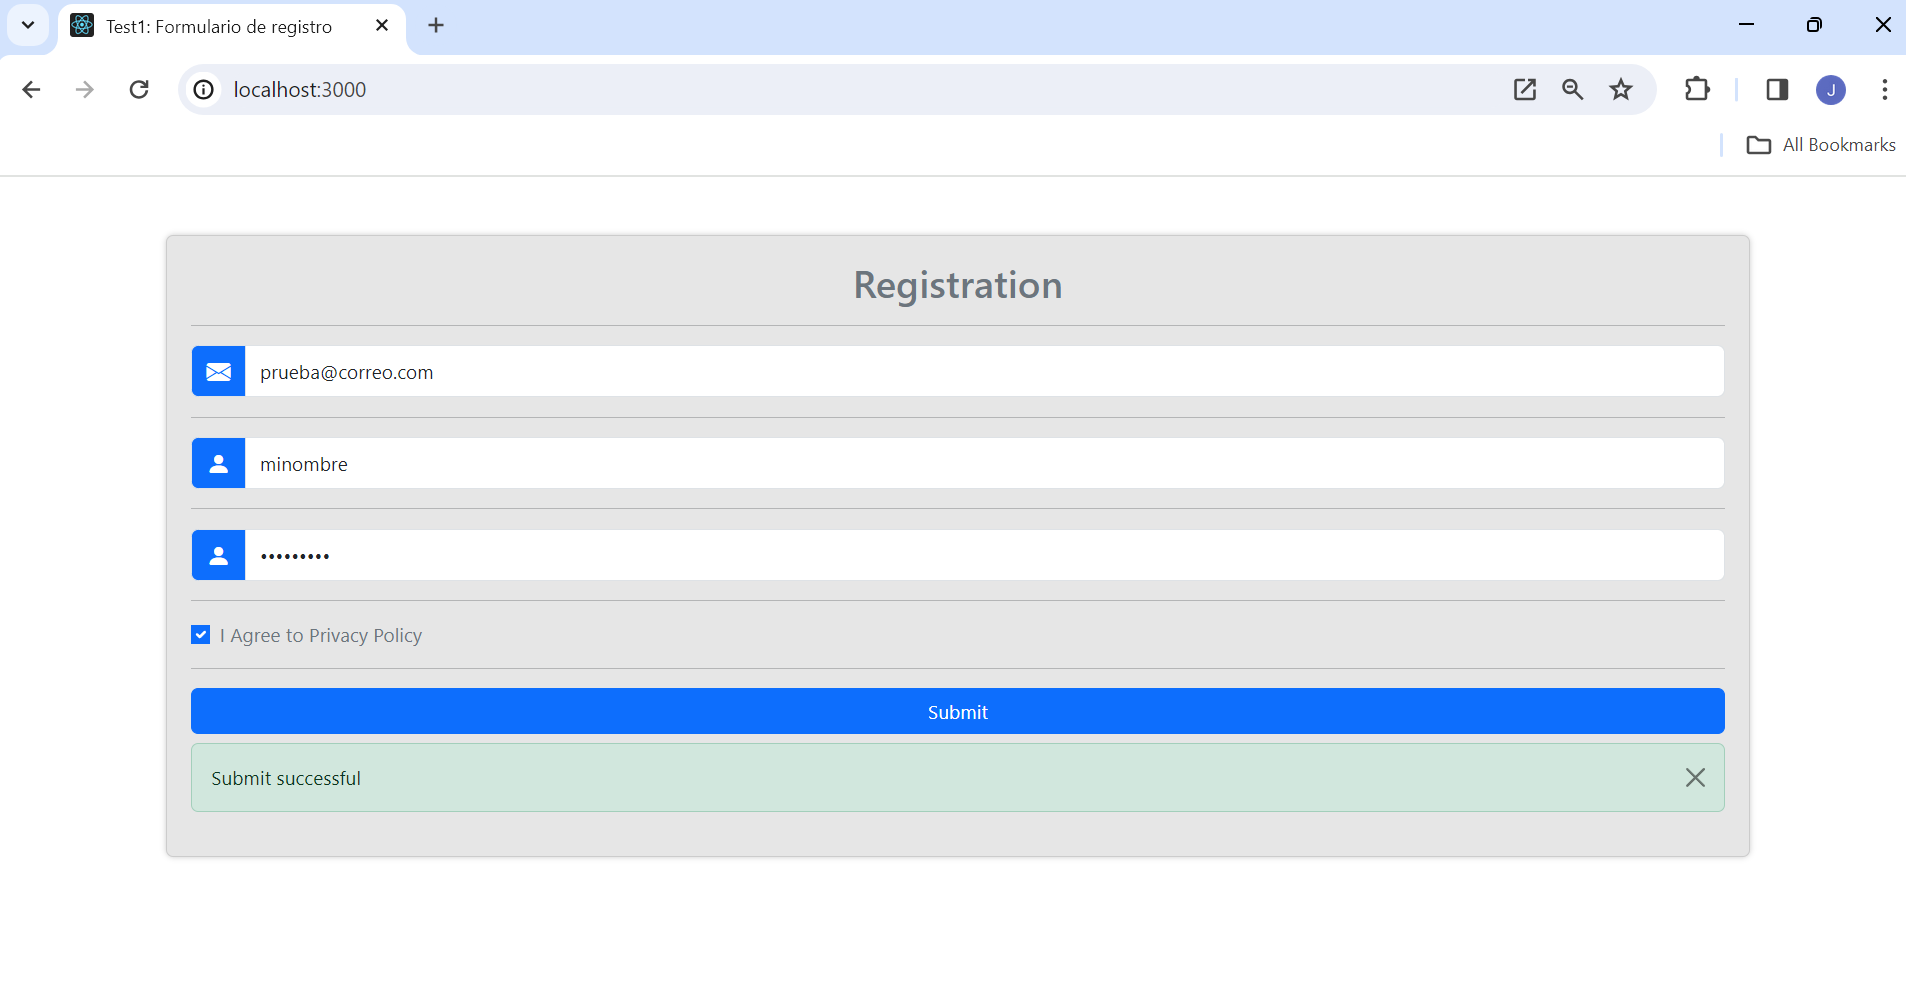 Test1: Formulario de registro
localhost:3000
J
All Bookmarks
Registration
prueba@correo.com
minombre
•••••••••
I Agree to Privacy Policy
Submit
Submit successful